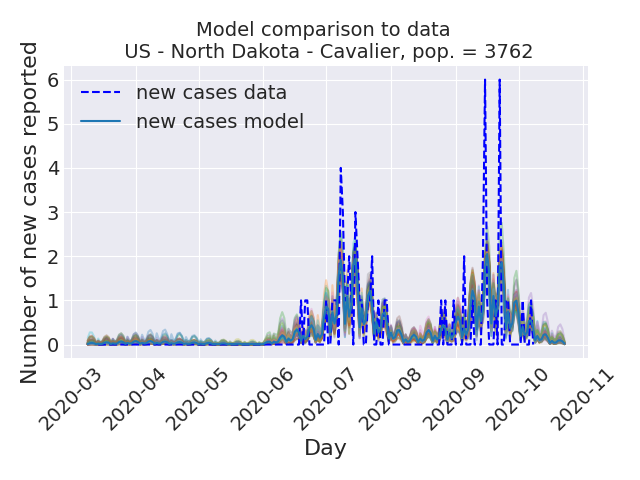 Model comparison to data
US - North Dakota - Cavalier, pop. = 3762
Number of new cases reported
6
5
4
3
2
1
0
new cases data
new cases model
2020-03
2020-04
2020-05
2020-06
2020-07
2020-08
2020-09
2020-10
2020-11
Day